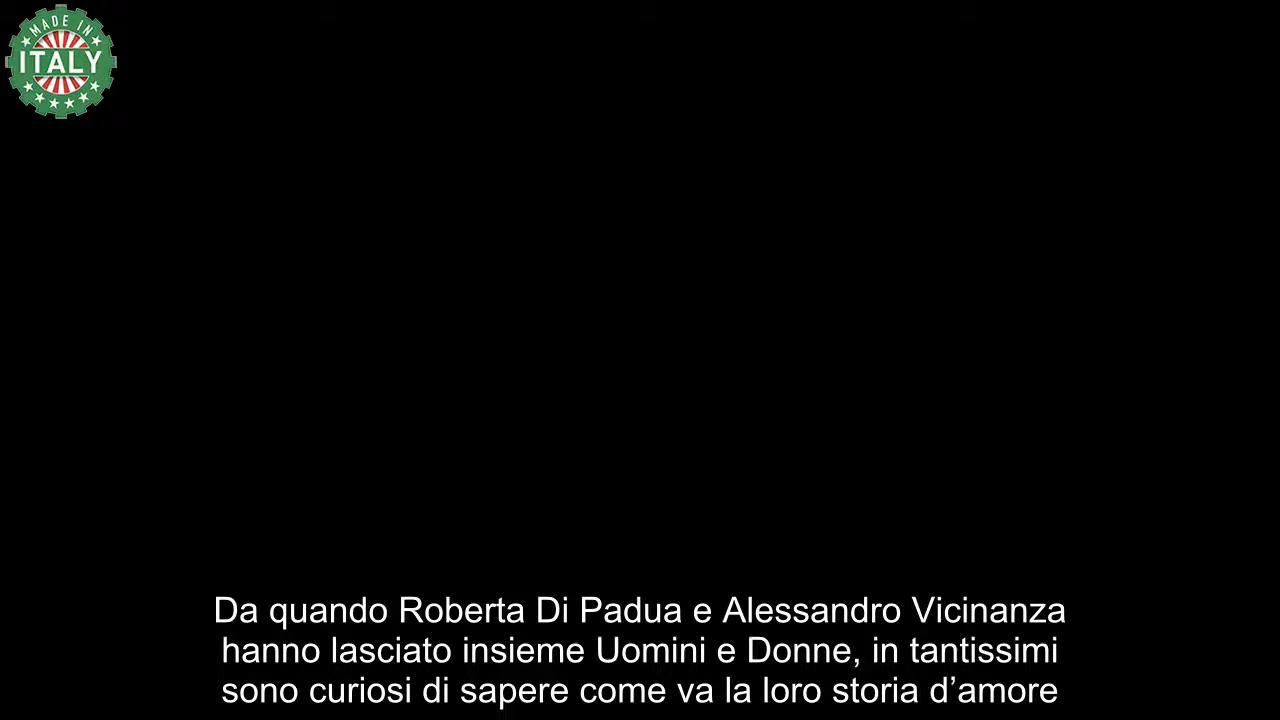 MADE IN
ITALY
Da quando Roberta Di Padua e Alessandro Vicinanza
hanno lasciato insieme Uomini e Donne, in tantissimi
sono curiosi di sapere come va la loro storia d’amore